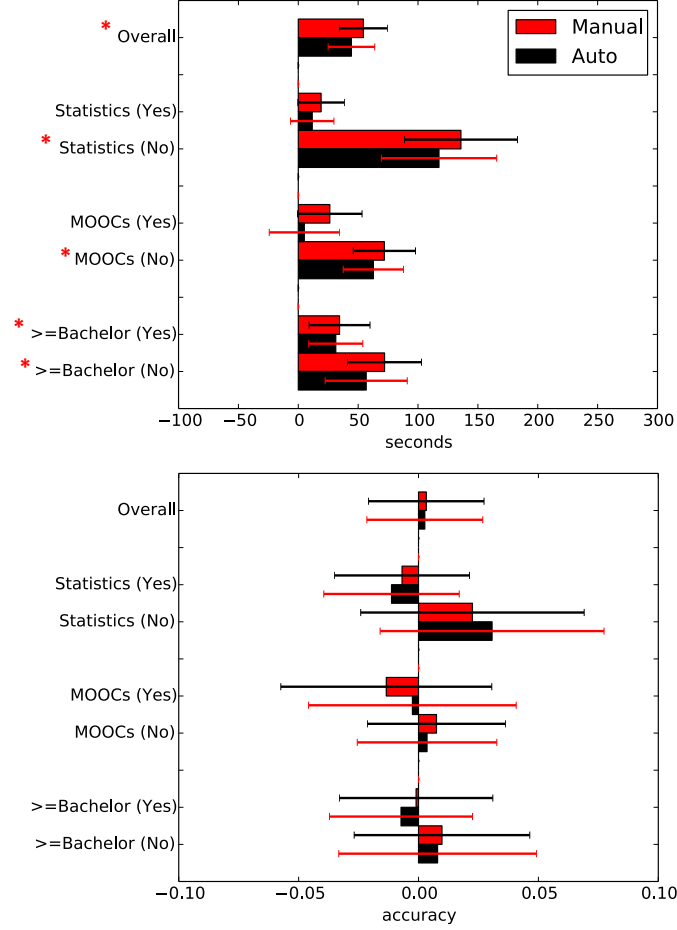 * Overall
Manual
Auto
Statistics (Yes)
* Statistics (No)
MOOCs (Yes)
* MOOCs (No)
* >=Bachelor (Yes)
* >=Bachelor (No)
−100 −50 0 50 100 150 200 250 300
seconds
Overall
Statistics (Yes)
Statistics (No)
MOOCs (Yes)
MOOCs (No)
>=Bachelor (Yes)
>=Bachelor (No)
−0.10 −0.05 0.00 0.05 0.10
accuracy